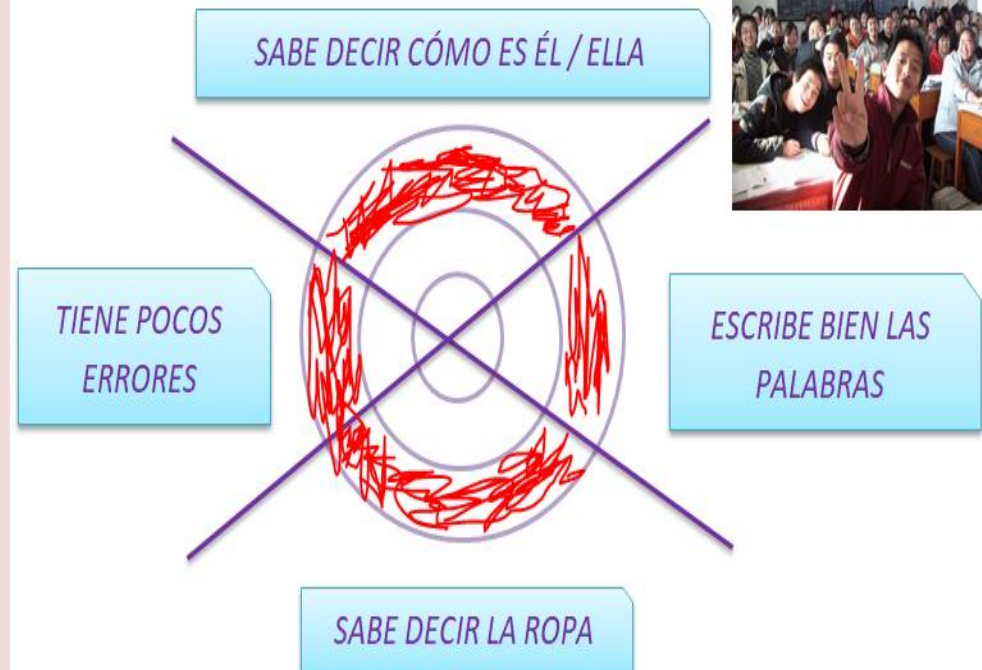 SABE DECIR CÓMO ES ÉL / ELLA
TIENE POCOS
ERRORES
ESCRIBE BIEN LAS
PALABRAS
SABE DECIR LA ROPA